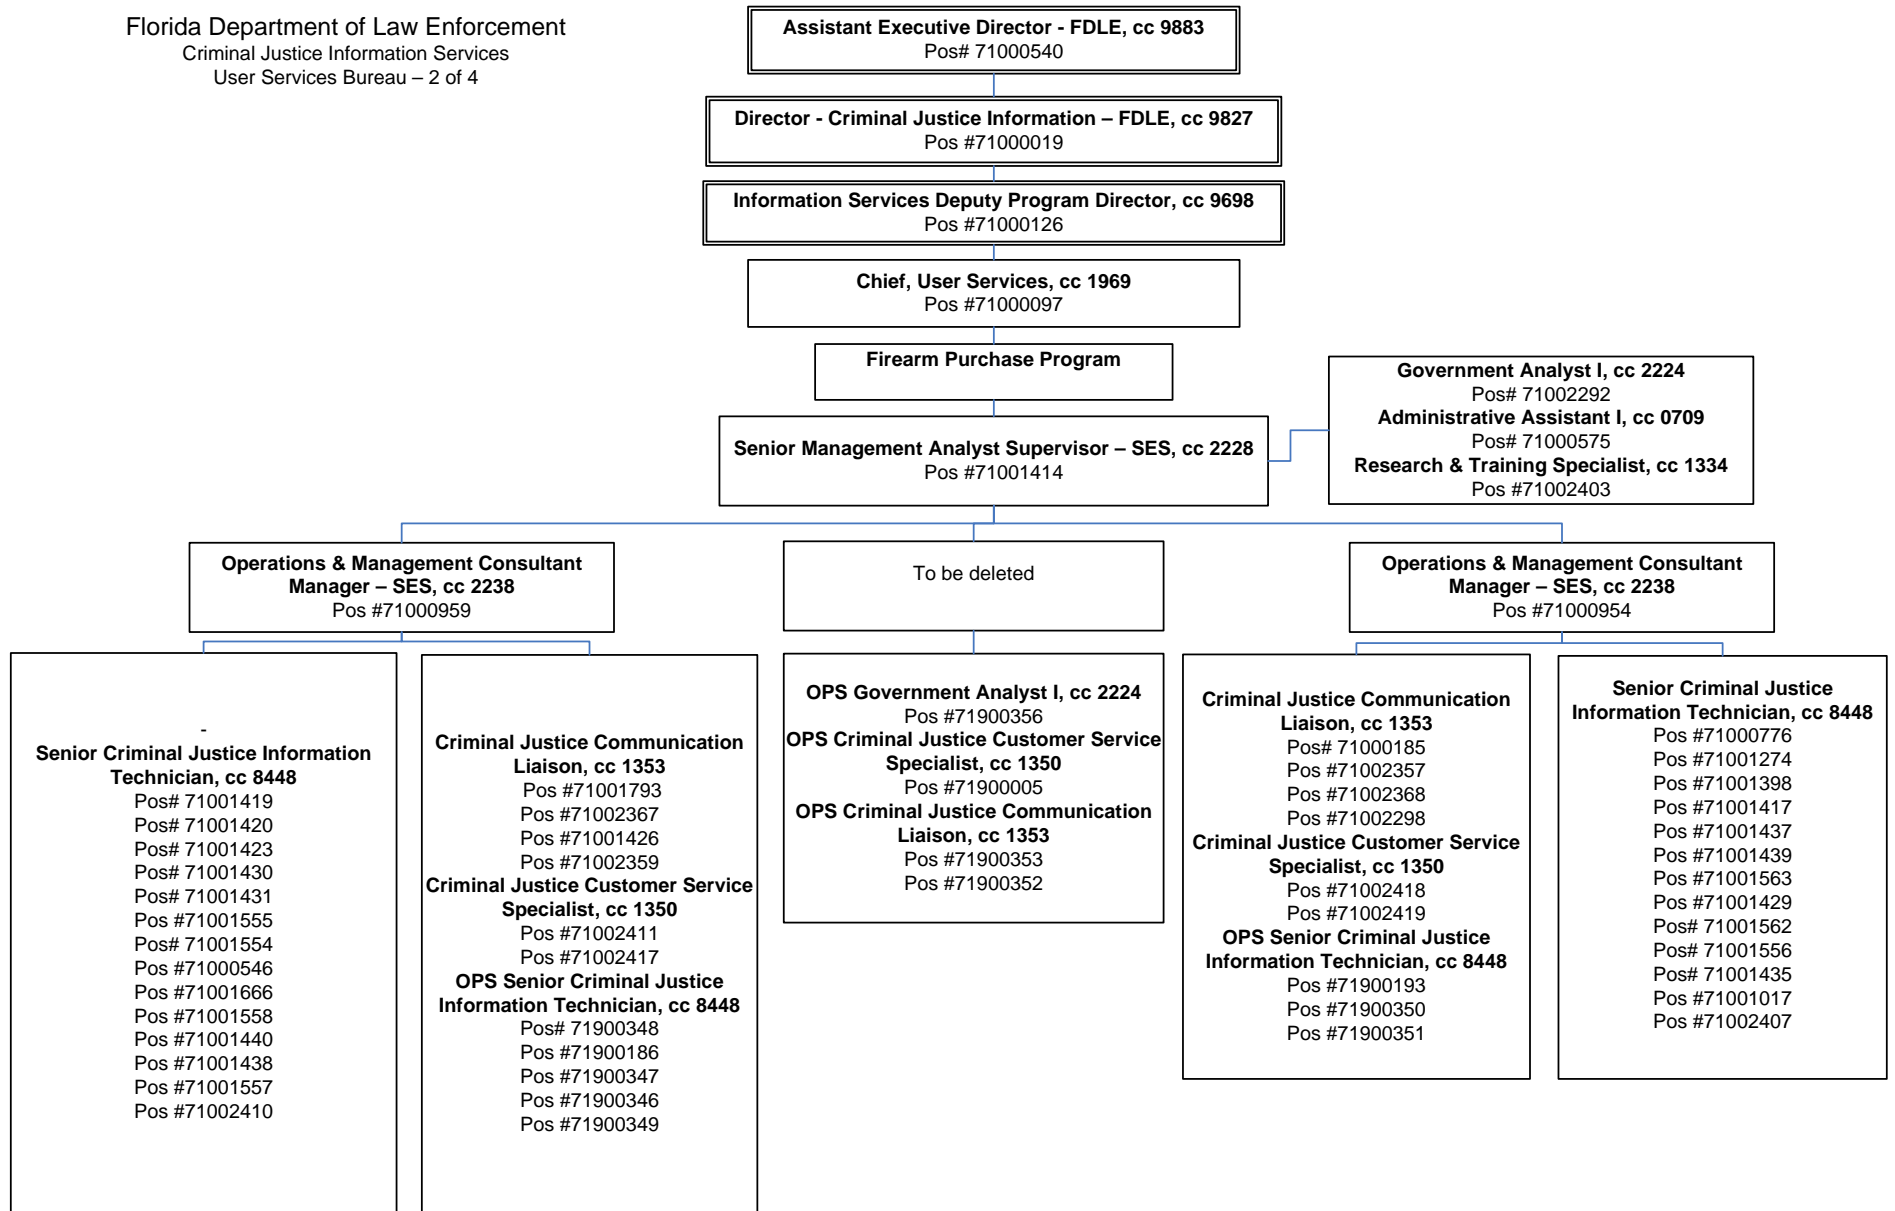 Florida Department of Law Enforcement
Criminal Justice Information Services
User Services Bureau – 2 of 4
Assistant Executive Director - FDLE, cc 9883
Pos# 71000540
Director - Criminal Justice Information – FDLE, cc 9827
Pos #71000019
Information Services Deputy Program Director, cc 9698
Pos #71000126
Chief, User Services, cc 1969
Pos #71000097
Firearm Purchase Program
Senior Management Analyst Supervisor – SES, cc 2228
Pos #71001414
Government Analyst I, cc 2224
Pos# 71002292
Administrative Assistant I, cc 0709
Pos# 71000575
Research & Training Specialist, cc 1334
Pos #71002403
Operations & Management Consultant
Manager – SES, cc 2238
Pos #71000959
To be deleted
Operations & Management Consultant
Manager – SES, cc 2238
Pos #71000954
-
Senior Criminal Justice Information
Technician, cc 8448
Pos# 71001419
Pos# 71001420
Pos# 71001423
Pos# 71001430
Pos# 71001431
Pos #71001555
Pos# 71001554
Pos #71000546
Pos #71001666
Pos #71001558
Pos #71001440
Pos #71001438
Pos #71001557
Pos #71002410
Criminal Justice Communication
Liaison, cc 1353
Pos #71001793
Pos #71002367
Pos #71001426
Pos #71002359
Criminal Justice Customer Service
Specialist, cc 1350
Pos #71002411
Pos #71002417
OPS Senior Criminal Justice
Information Technician, cc 8448
Pos# 71900348
Pos #71900186
Pos #71900347
Pos #71900346
Pos #71900349
OPS Government Analyst I, cc 2224
Pos #71900356
OPS Criminal Justice Customer Service
Specialist, cc 1350
Pos #71900005
OPS Criminal Justice Communication
Liaison, cc 1353
Pos #71900353
Pos #71900352
Criminal Justice Communication
Liaison, cc 1353
Pos# 71000185
Pos #71002357
Pos #71002368
Pos #71002298
Criminal Justice Customer Service
Specialist, cc 1350
Pos #71002418
Pos #71002419
OPS Senior Criminal Justice
Information Technician, cc 8448
Pos #71900193
Pos #71900350
Pos #71900351
Senior Criminal Justice
Information Technician, cc 8448
Pos #71000776
Pos #71001274
Pos #71001398
Pos #71001417
Pos #71001437
Pos #71001439
Pos #71001563
Pos #71001429
Pos# 71001562
Pos #71001556
Pos# 71001435
Pos #71001017
Pos #71002407